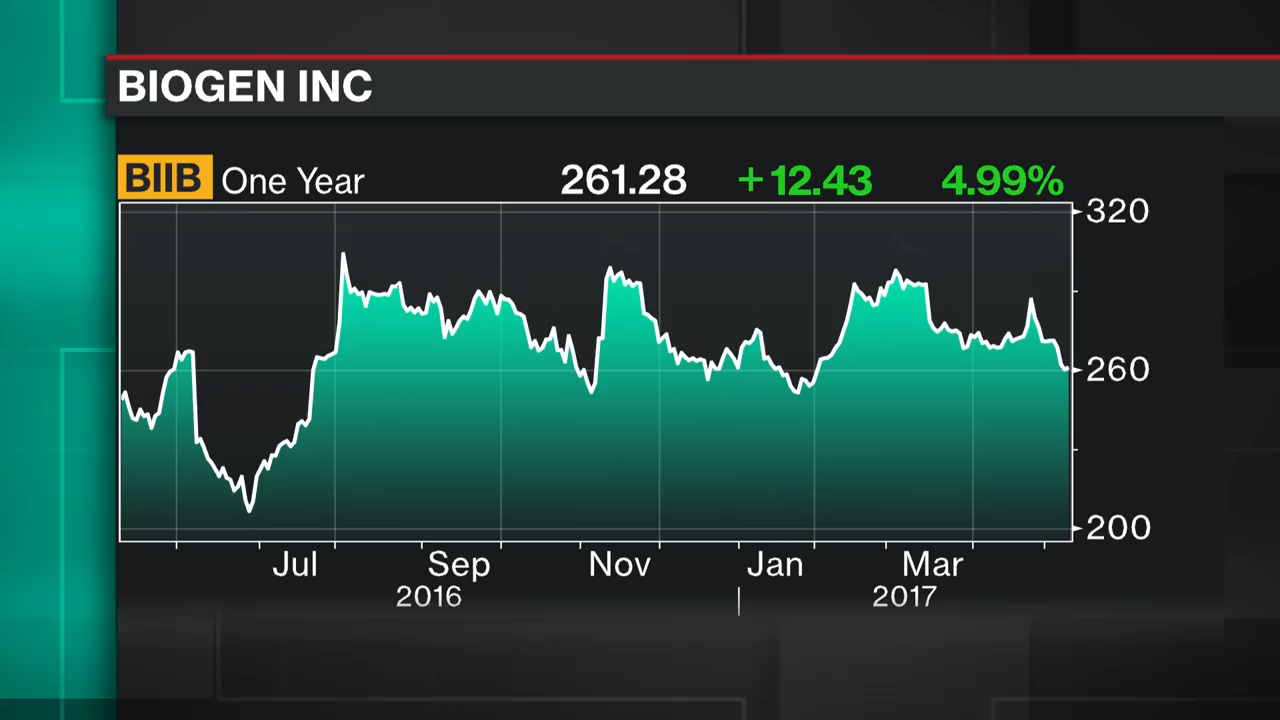 BIOGEN INC
BIIB One Year 261.28 +12.43 4.99%
320
260
200
Jul Sep Nov Jan Mar
2016 2017